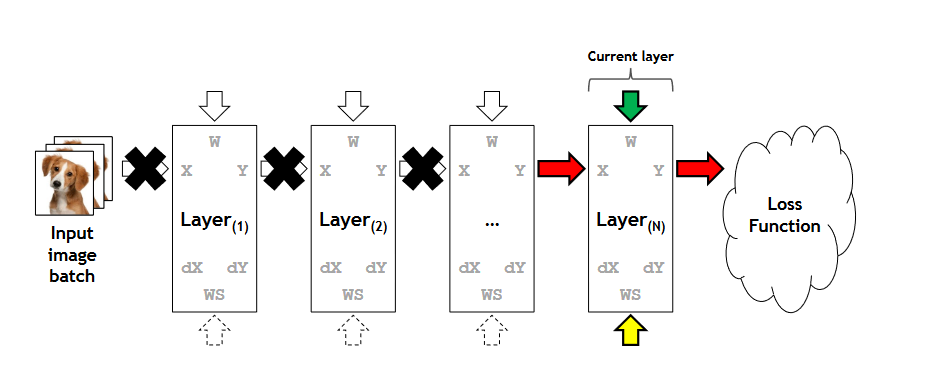 Current layer
W
W
W
W
X Y
X Y
X Y
X Y
Input
image
batch
Layer(1)
Layer(2)
...
Layer(N)
Loss
Function
dX dY
dX dY
dX dY
dX dY
WS
WS
WS
WS